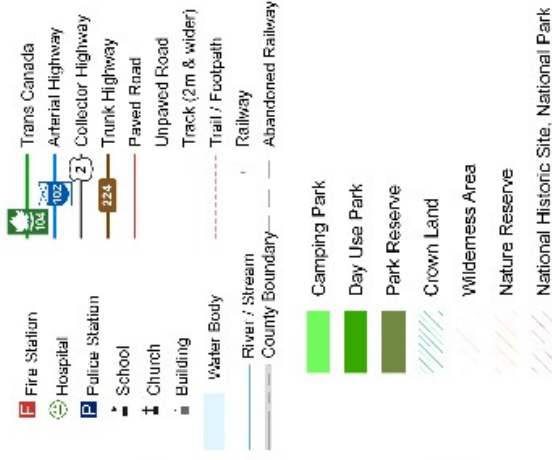 F Fire Station
H Hospital
P Police Station
School
Church
Building
Water Body
River / Stream
County Boundary
104 Trans Canada
102 Arterial Highway
2 Collector Highway
224 Trunk Highway
Paved Road
Unpaved Road
Track (2m & wider)
Trail / Footpath
Railway
Abandoned Railway
Camping Park
Day Use Park
Park Reserve
Crown Land
Wilderness Area
Nature Reserve
National Historic Site, National Park